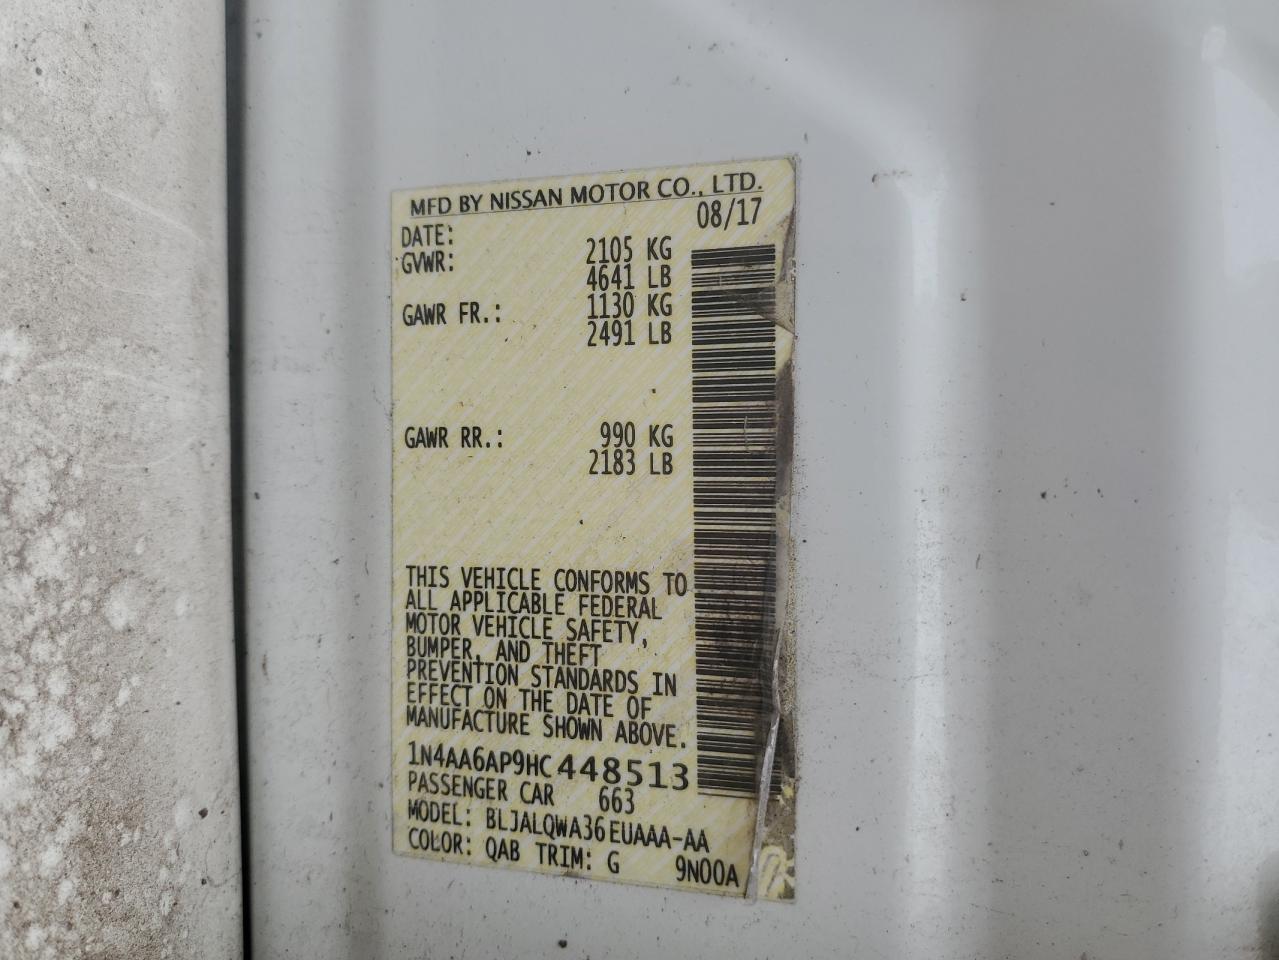 MFD BY NISSAN MOTOR CO., LTD.
DATE: 08/17
GVWR: 2105 KG
4641 LB
GAWR FR.: 1130 KG
2491 LB
GAWR RR.: 990 KG
2183 LB
THIS VEHICLE CONFORMS TO
ALL APPLICABLE FEDERAL
MOTOR VEHICLE SAFETY,
BUMPER, AND THEFT
PREVENTION STANDARDS IN
EFFECT ON THE DATE OF
MANUFACTURE SHOWN ABOVE.
1N4AA6AP9HC448513
PASSENGER CAR 663
MODEL: BLJALQWA36EUAAA-AA
COLOR: QAB TRIM: G 9N00A